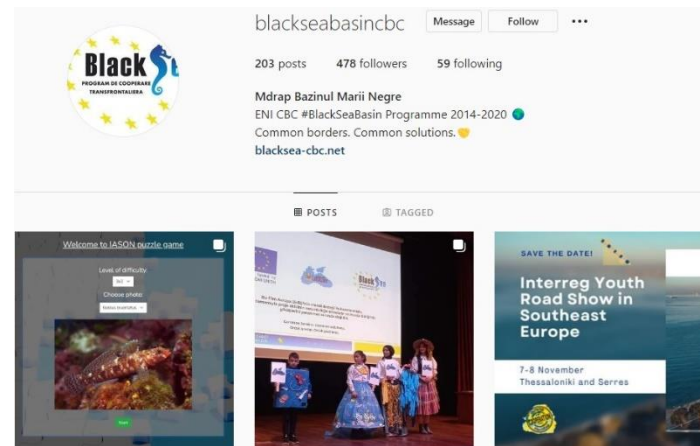 blackseabasincbc Message Follow
203 posts 478 followers 59 following
Mdrap Bazinul Marii Negre
ENI CBC #BlackSeaBasin Programme 2014-2020
Common borders. Common solutions.
blacksea-cbc.net
Black S
PROGRAM DE COOPERARE
TRANSFRONTALIERA
POSTS TAGGED
Welcome to IASON puzzle game
Level of difficulty:
3x2
Choose photo:
Next
Black
SAVE THE DATE!
Interreg Youth
Road Show in
Southeast
Europe
7-8 November
Thessaloniki and Serres